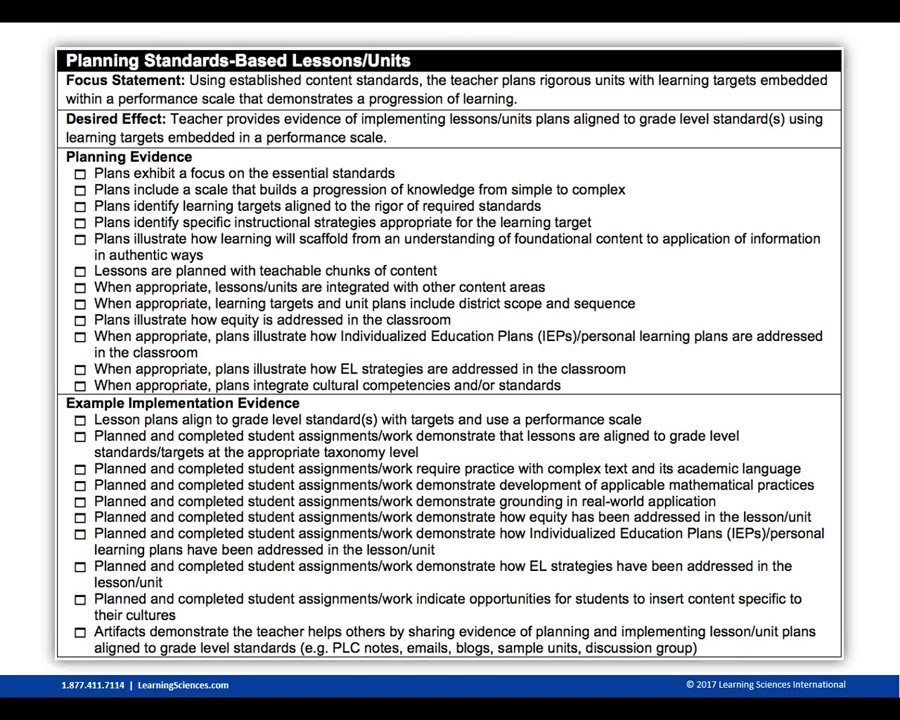 Planning Standards-Based Lessons/Units
Focus Statement: Using established content standards, the teacher plans rigorous units with learning targets embedded
within a performance scale that demonstrates a progression of learning.
Desired Effect: Teacher provides evidence of implementing lessons/units plans aligned to grade level standard(s) using
learning targets embedded in a performance scale.
Planning Evidence
Plans exhibit a focus on the essential standards
Plans include a scale that builds a progression of knowledge from simple to complex
Plans identify learning targets aligned to the rigor of required standards
Plans identify specific instructional strategies appropriate for the learning target
Plans illustrate how learning will scaffold from an understanding of foundational content to application of information
in authentic ways
Lessons are planned with teachable chunks of content
When appropriate, lessons/units are integrated with other content areas
When appropriate, learning targets and unit plans include district scope and sequence
Plans illustrate how equity is addressed in the classroom
When appropriate, plans illustrate how Individualized Education Plans (IEPs)/personal learning plans are addressed
in the classroom
When appropriate, plans illustrate how EL strategies are addressed in the classroom
When appropriate, plans integrate cultural competencies and/or standards
Example Implementation Evidence
Lesson plans align to grade level standard(s) with targets and use a performance scale
Planned and completed student assignments/work demonstrate that lessons are aligned to grade level
standards/targets at the appropriate taxonomy level
Planned and completed student assignments/work require practice with complex text and its academic language
Planned and completed student assignments/work demonstrate development of applicable mathematical practices
Planned and completed student assignments/work demonstrate grounding in real-world application
Planned and completed student assignments/work demonstrate how equity has been addressed in the lesson/unit
Planned and completed student assignments/work demonstrate how Individualized Education Plans (IEPs)/personal
learning plans have been addressed in the lesson/unit
Planned and completed student assignments/work demonstrate how EL strategies have been addressed in the
lesson/unit
Planned and completed student assignments/work indicate opportunities for students to insert content specific to
their cultures
Artifacts demonstrate the teacher helps others by sharing evidence of planning and implementing lesson/unit plans
aligned to grade level standards (e.g. PLC notes, emails, blogs, sample units, discussion group)
1.877.411.7114 | LearningSciences.com
© 2017 Learning Sciences International